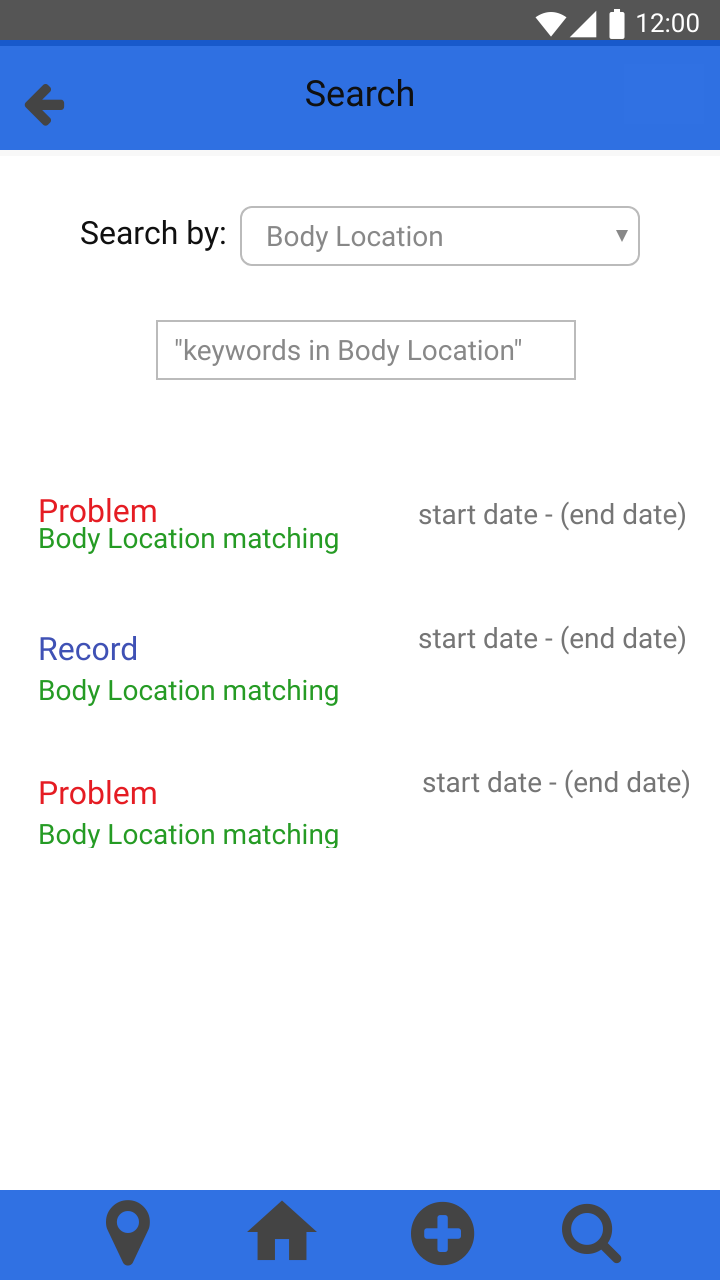 12:00
Search
Search by: Body Location
"keywords in Body Location"
Problem
start date - (end date)
Body Location matching
Record
start date - (end date)
Body Location matching
Problem
start date - (end date)
Body Location matching